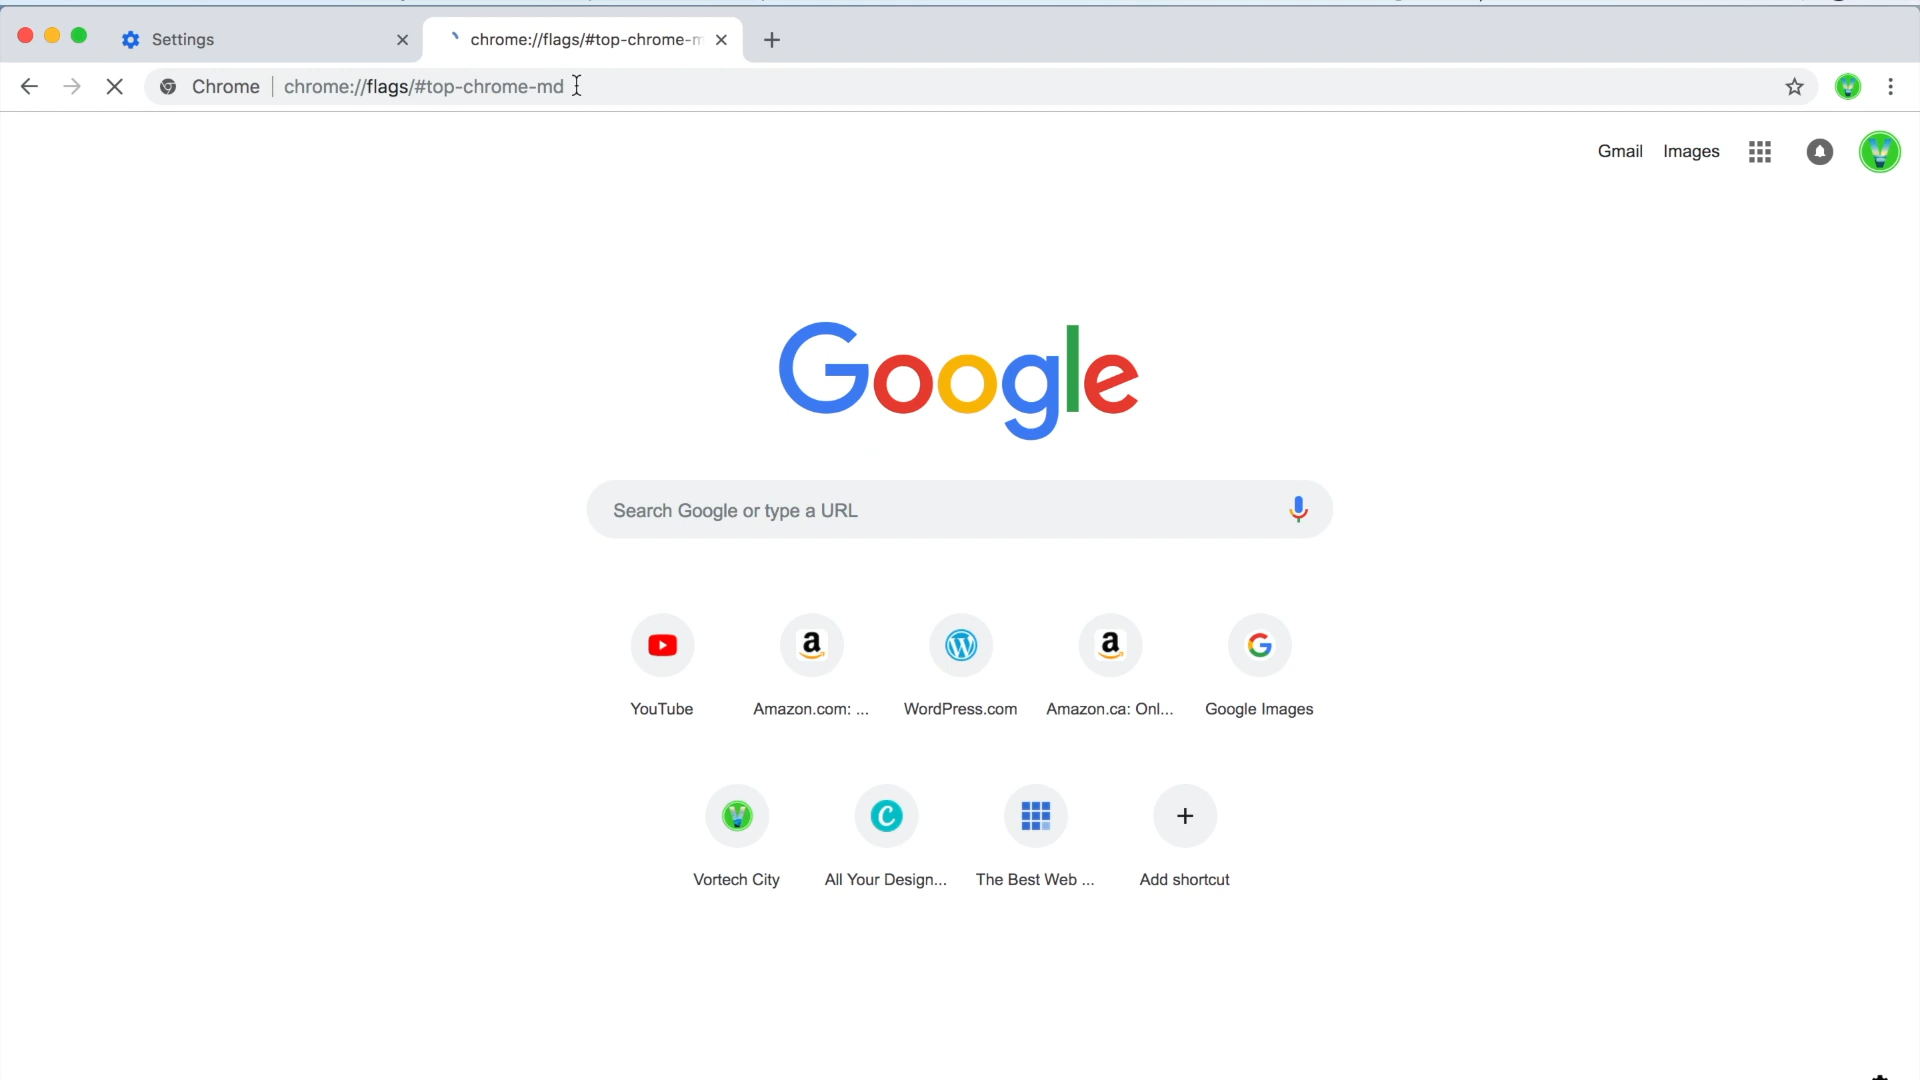 Settings
chrome://flags/#top-chrome-m
Chrome | chrome://flags/#top-chrome-md
Gmail Images
Google
Search Google or type a URL
YouTube Amazon.com: ... WordPress.com Amazon.ca: Onl... Google Images
Vortech City All Your Design... The Best Web ... Add shortcut